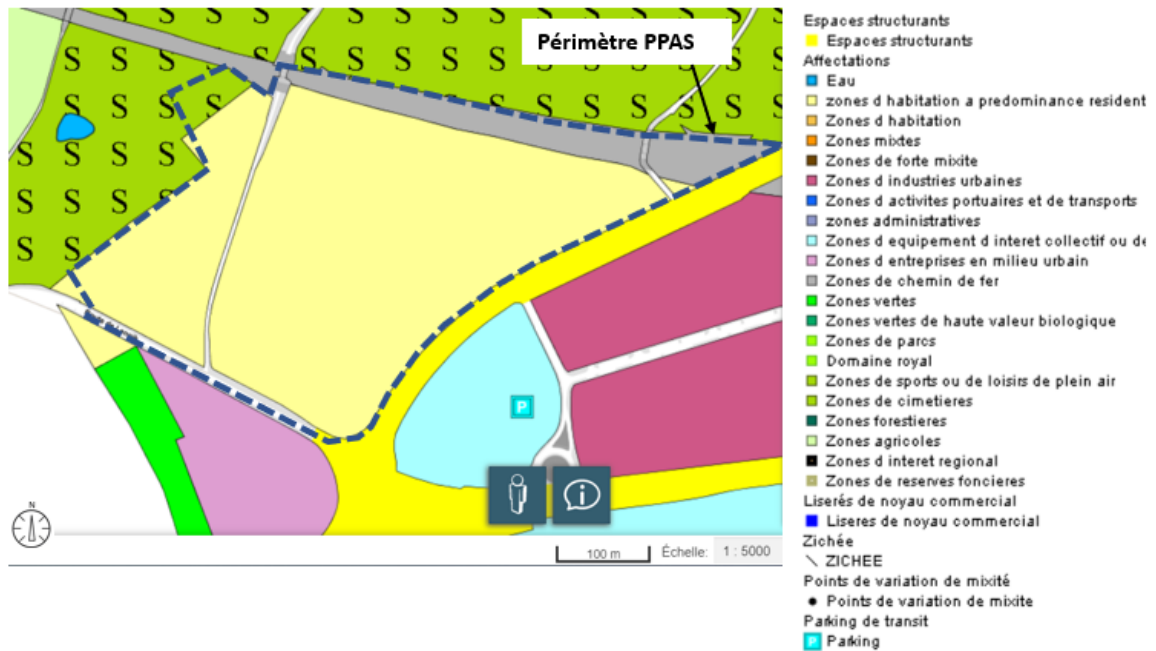 Périmètre PPAS
S S S S S S S S S S S
S S S S S S S S S S S S S S S S
S S S S S S S S S S S
S S S S
S S S
S S
P
N
100 m
Échelle: 1 : 5000
Espaces structurants
Espaces structurants
Affectations
Eau
zones d habitation a predominance resident
Zones d habitation
Zones mixtes
Zones de forte mixite
Zones d industries urbaines
Zones d activites portuaires et de transports
zones administratives
Zones d equipement d interet collectif ou de
Zones d entreprises en milieu urbain
Zones de chemin de fer
Zones vertes
Zones vertes de haute valeur biologique
Zones de parcs
Domaine royal
Zones de sports ou de loisirs de plein air
Zones de cimetieres
Zones forestieres
Zones agricoles
Zones d interet regional
Zones de reserves foncieres
Liserés de noyau commercial
Liseres de noyau commercial
Zichée
ZICHEE
Points de variation de mixité
Points de variation de mixite
Parking de transit
P Parking